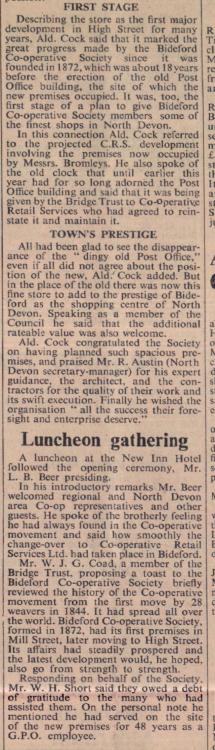 FIRST STAGE
Describing the store as the first major
development in High Street for many
years, Ald. Cock said that it marked the
great progress made by the Bideford
Co-operative Society since it was
founded in 1872, which was about 18 years
before the erection of the old Post
Office building, the site of which the
new premises occupied. It was, too, the
first stage of a plan to give Bideford
Co-operative Society members some of
the finest shops in North Devon.
In this connection Ald. Cock referred
to the projected C.R.S. development
involving the premises now occupied
by Messrs. Bromleys. He also spoke of
the old clock that until earlier this
year had for so long adorned the Post
Office building and said that it was being
given by the Bridge Trust to Co-operative
Retail Services who had agreed to rein-
state it and maintain it.
TOWN'S PRESTIGE
All had been glad to see the disappear-
ance of the "dingy old Post Office,"
even if all did not agree about the posi-
tion of the new, Ald. Cock added. But
in the place of the old there was now this
fine store to add to the prestige of Bide-
ford as the shopping centre of North
Devon. Speaking as a member of the
Council he said that the additional
rateable value was also welcome.
Ald. Cock congratulated the Society
on having planned such spacious pre-
mises, and praised Mr. R. Austin (North
Devon secretary-manager) for his expert
guidance, the architect, and the con-
tractors for the quality of their work and
its swift execution. Finally he wished the
organisation "all the success their fore-
sight and enterprise deserve."
Luncheon gathering
A luncheon at the New Inn Hotel
followed the opening ceremony, Mr.
L. B. Beer presiding.
In his introductory remarks Mr. Beer
welcomed regional and North Devon
area Co-op representatives and other
guests. He spoke of the brotherly feeling
he had always found in the Co-operative
movement and said how smoothly the
change-over to Co-operative Retail
Services Ltd. had taken place in Bideford.
Mr. W. J. G. Coad, a member of the
Bridge Trust, proposing a toast to the
Bideford Co-operative Society briefly
reviewed the history of the Co-operative
movement from the first move by 28
weavers in 1844. It had spread all over
the world. Bideford Co-operative Society,
formed in 1872, had its first premises in
Mill Street, later moving to High Street.
Its affairs had steadily prospered and
the latest development would, he hoped,
also go from strength to strength.
Responding on behalf of the Society,
Mr. W. H. Short said they owed a debt
of gratitude to the many who had
assisted them. On the personal note he
mentioned he had served on the site
of the new premises for 48 years as a
G.P.O. employee.